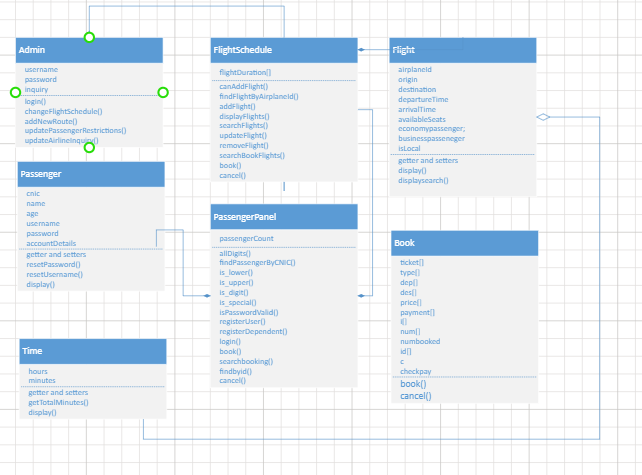 Admin
username
password
inquiry
login()
changeFlightSchedule()
addNewRoute()
updatePassengerRestrictions()
updateAirlineInquiry()
Passenger
cnic
name
age
username
password
accountDetails
getter and setters
resetPassword()
resetUsername()
display()
Time
hours
minutes
getter and setters
getTotalMinutes()
display()
FlightSchedule
flightDuration[]
canAddFlight()
findFlightByAirplaneId()
addFlight()
displayFlights()
searchFlights()
updateFlight()
removeFlight()
searchBookFlights()
book()
cancel()
PassengerPanel
passengerCount
allDigits()
findPassengerByCNIC()
is_lower()
is_upper()
is_digit()
is_special()
isPasswordValid()
registerUser()
registerDependent()
login()
book()
searchbooking()
findbyid()
cancel()
Flight
airplaneId
origin
destination
departureTime
arrivalTime
availableSeats
economypassenger;
businesspasseneger
isLocal
getter and setters
display()
displaysearch()
Book
ticket[]
type[]
dep[]
des[]
price[]
payment[]
l[]
num[]
numbooked
id[]
c
checkpay
book()
cancel()